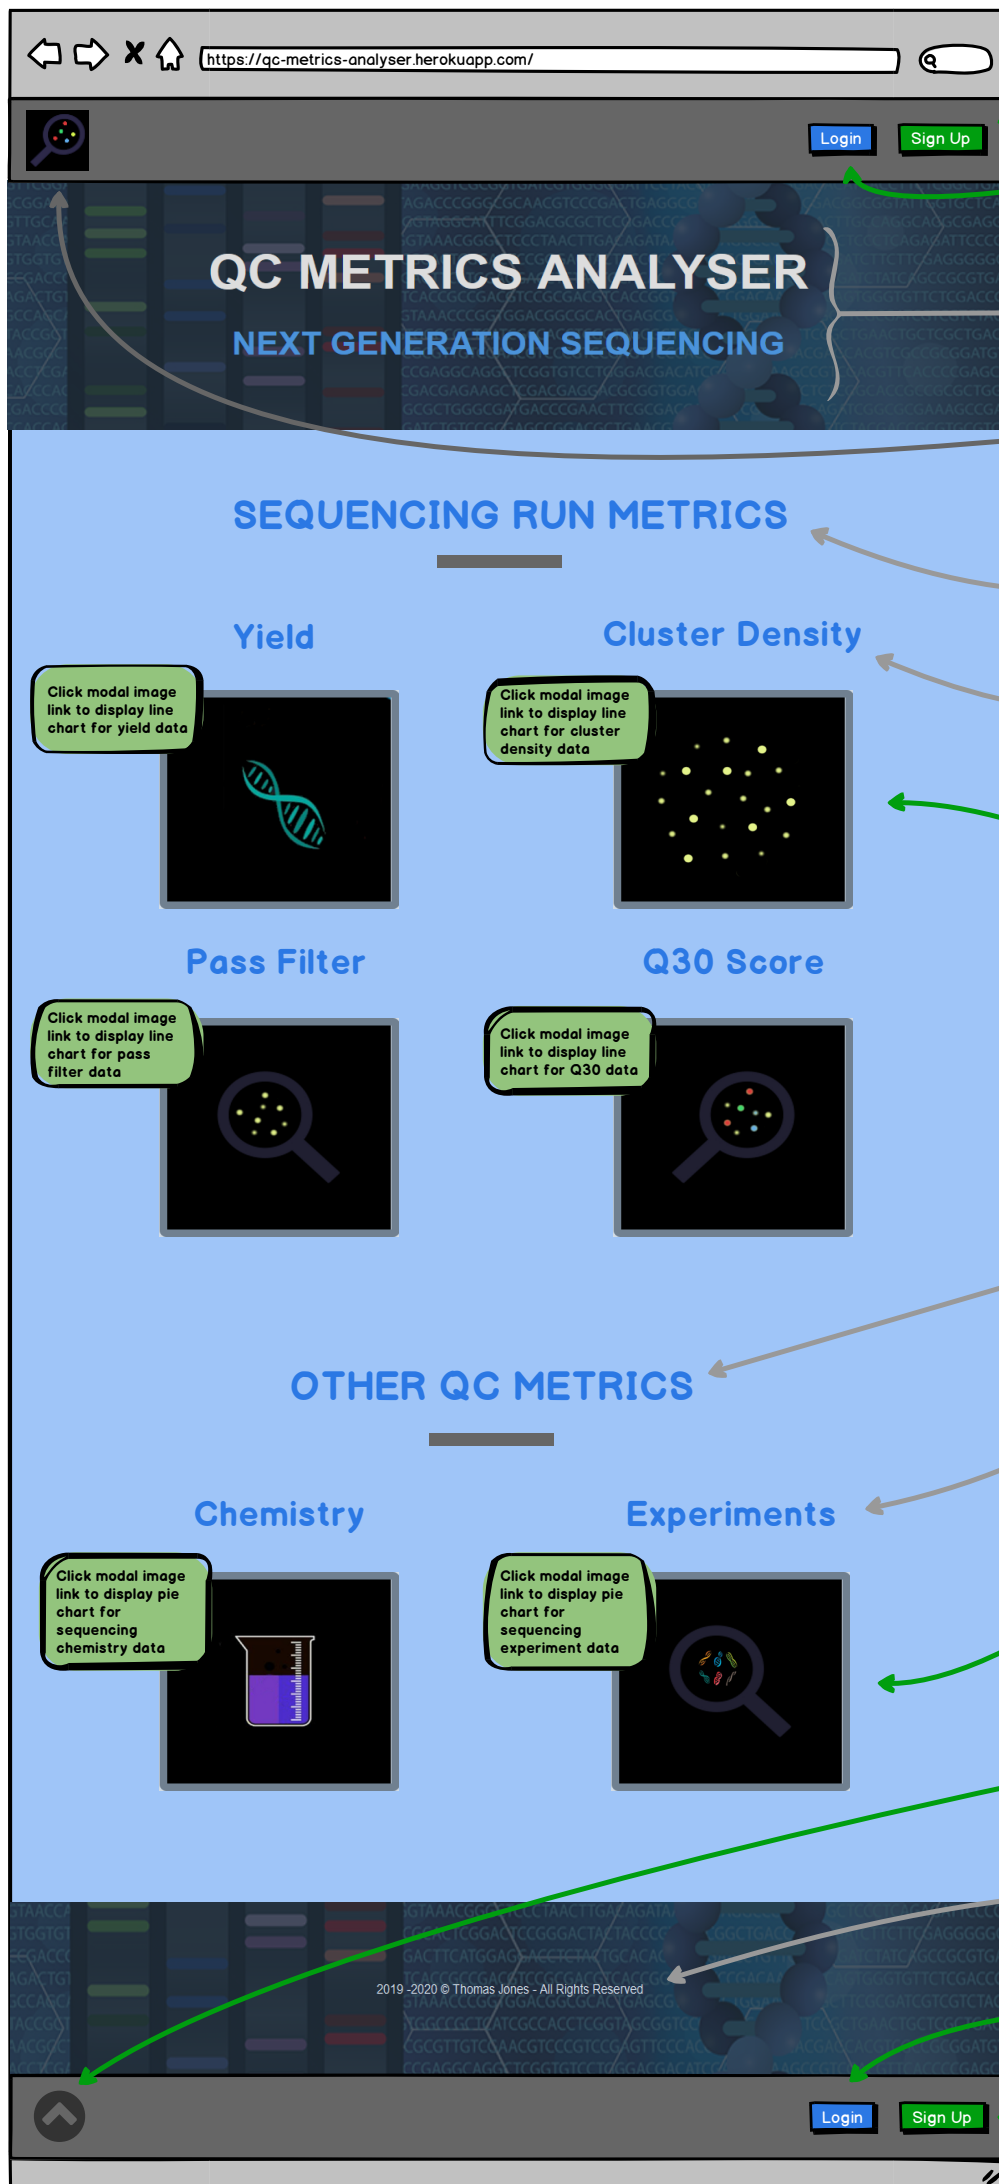 https://qc-metrics-analyser.herokuapp.com/
Login
Sign Up
QC METRICS ANALYSER
NEXT GENERATION SEQUENCING
SEQUENCING RUN METRICS
Yield
Cluster Density
Click modal image
link to display line
chart for yield data
Click modal image
link to display line
chart for cluster
density data
Pass Filter
Q30 Score
Click modal image
link to display line
chart for pass
filter data
Click modal image
link to display line
chart for Q30 data
OTHER QC METRICS
Chemistry
Experiments
Click modal image
link to display pie
chart for
sequencing
chemistry data
Click modal image
link to display pie
chart for
sequencing
experiment data
2019 -2020 © Thomas Jones - All Rights Reserved
Login
Sign Up